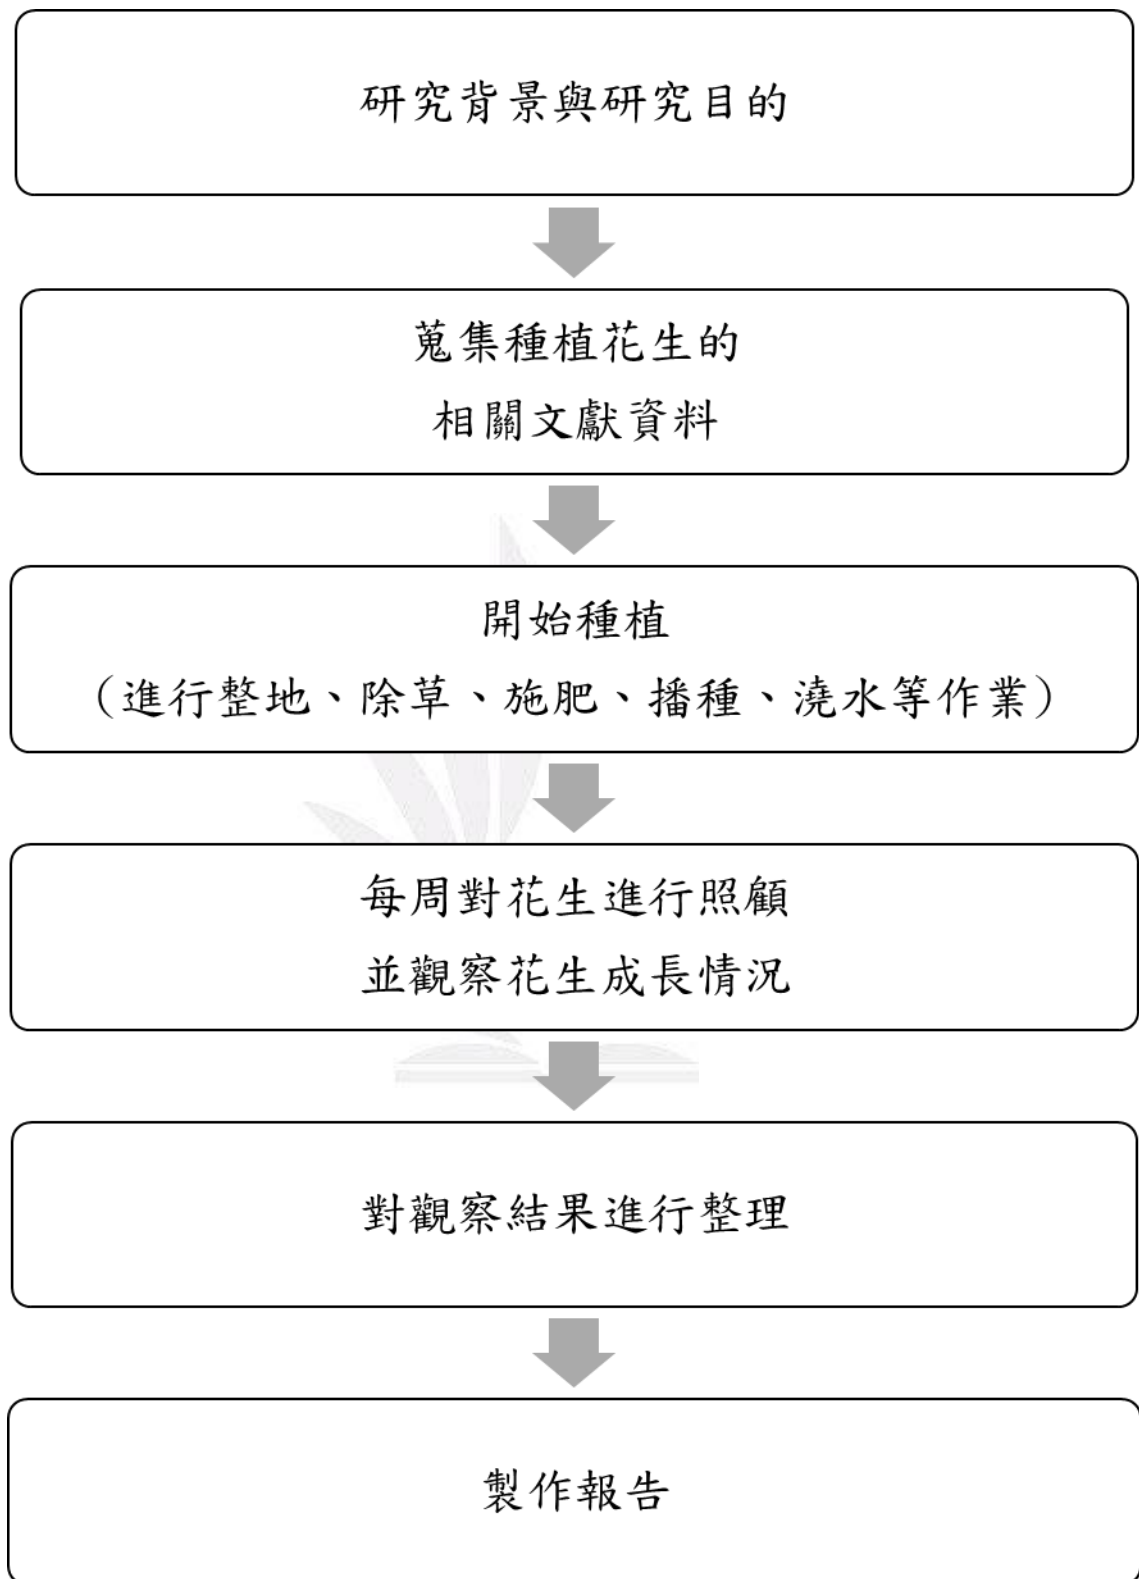 研究背景與研究目的
蒐集種植花生的
相關文獻資料
開始種植
（進行整地、除草、施肥、播種、澆水等作業）
每周對花生進行照顧
並觀察花生成長情況
對觀察結果進行整理
製作報告